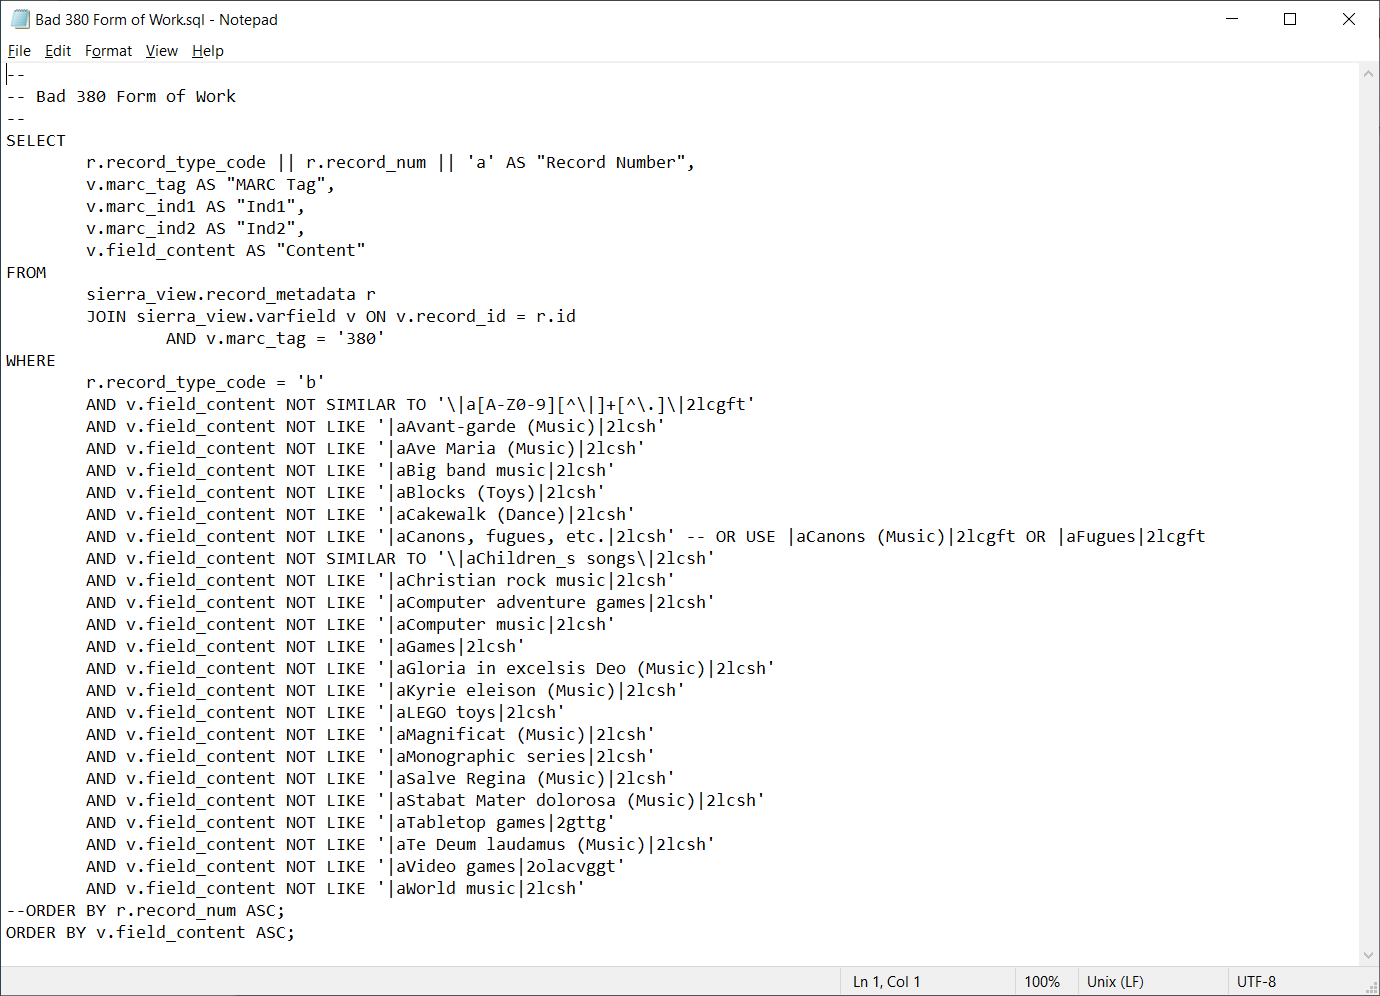 Bad 380 Form of Work.sql - Notepad
File Edit Format View Help
--
-- Bad 380 Form of Work
--
SELECT
        r.record_type_code || r.record_num || 'a' AS "Record Number",
        v.marc_tag AS "MARC Tag",
        v.marc_ind1 AS "Ind1",
        v.marc_ind2 AS "Ind2",
        v.field_content AS "Content"
FROM
        sierra_view.record_metadata r
        JOIN sierra_view.varfield v ON v.record_id = r.id
                AND v.marc_tag = '380'
WHERE
        r.record_type_code = 'b'
        AND v.field_content NOT SIMILAR TO '\|a[A-Z0-9][^\|]+[^\.]\|2lcgft'
        AND v.field_content NOT LIKE '|aAvant-garde (Music)|2lcsh'
        AND v.field_content NOT LIKE '|aAve Maria (Music)|2lcsh'
        AND v.field_content NOT LIKE '|aBig band music|2lcsh'
        AND v.field_content NOT LIKE '|aBlocks (Toys)|2lcsh'
        AND v.field_content NOT LIKE '|aCakewalk (Dance)|2lcsh'
        AND v.field_content NOT LIKE '|aCanons, fugues, etc.|2lcsh' -- OR USE |aCanons (Music)|2lcgft OR |aFugues|2lcgft
        AND v.field_content NOT SIMILAR TO '\|aChildren_s songs\|2lcsh'
        AND v.field_content NOT LIKE '|aChristian rock music|2lcsh'
        AND v.field_content NOT LIKE '|aComputer adventure games|2lcsh'
        AND v.field_content NOT LIKE '|aComputer music|2lcsh'
        AND v.field_content NOT LIKE '|aGames|2lcsh'
        AND v.field_content NOT LIKE '|aGloria in excelsis Deo (Music)|2lcsh'
        AND v.field_content NOT LIKE '|aKyrie eleison (Music)|2lcsh'
        AND v.field_content NOT LIKE '|aLEGO toys|2lcsh'
        AND v.field_content NOT LIKE '|aMagnificat (Music)|2lcsh'
        AND v.field_content NOT LIKE '|aMonographic series|2lcsh'
        AND v.field_content NOT LIKE '|aSalve Regina (Music)|2lcsh'
        AND v.field_content NOT LIKE '|aStabat Mater dolorosa (Music)|2lcsh'
        AND v.field_content NOT LIKE '|aTabletop games|2gttg'
        AND v.field_content NOT LIKE '|aTe Deum laudamus (Music)|2lcsh'
        AND v.field_content NOT LIKE '|aVideo games|2olacvggt'
        AND v.field_content NOT LIKE '|aWorld music|2lcsh'
--ORDER BY r.record_num ASC;
ORDER BY v.field_content ASC;
Ln 1, Col 1 100% Unix (LF) UTF-8